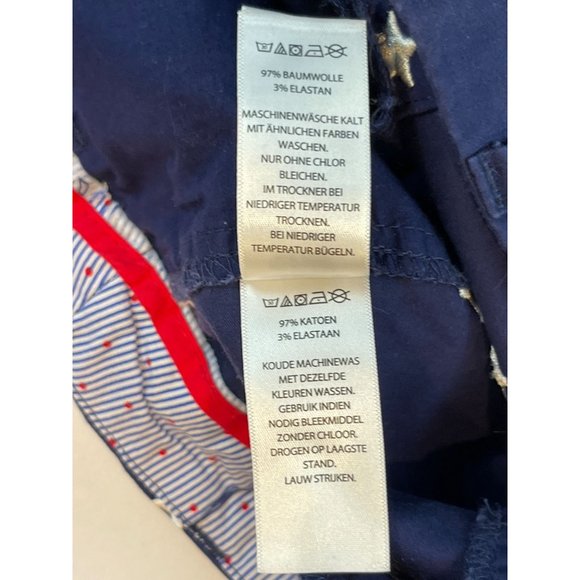 97% BAUMWOLLE
3% ELASTAN
MASCHINENWÄSCHE KALT
MIT ÄHNLICHEN FARBEN
WASCHEN.
NUR OHNE CHLOR
BLEICHEN.
IM TROCKNER BEI
NIEDRIGER TEMPERATUR
TROCKNEN.
BEI NIEDRIGER
TEMPERATUR BÜGELN.
97% KATOEN
3% ELASTAAN
KOUDE MACHINEWAS
MET DEZELFDE
KLEUREN WASSEN.
GEBRUIK INDIEN
NODIG BLEEKMIDDEL
ZONDER CHLOOR.
DROGEN OP LAAGSTE
STAND.
LAUW STRIJKEN.